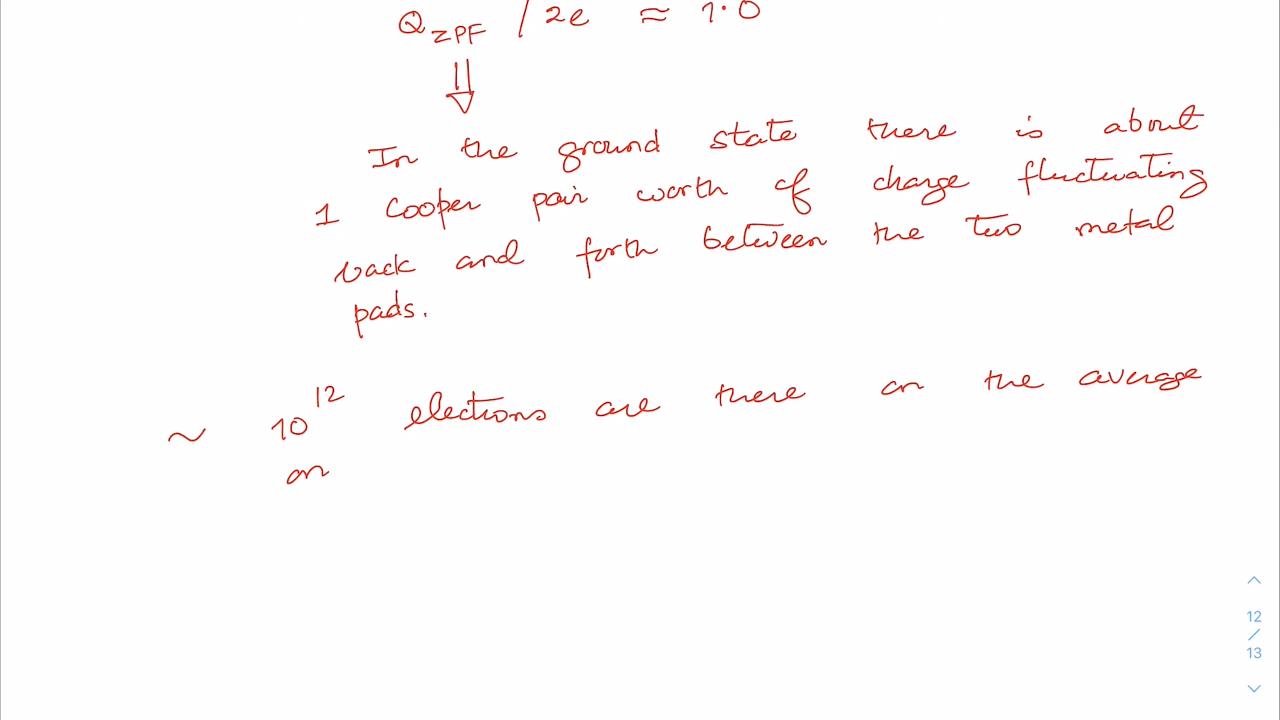 Q_ZPF / 2e ≈ 1.0
⇓
In the ground state there is about
1 Cooper pair worth of charge fluctuating
back and forth between the two metal
pads.
~ 10^12 electrons are there on the average
on
12
/
13